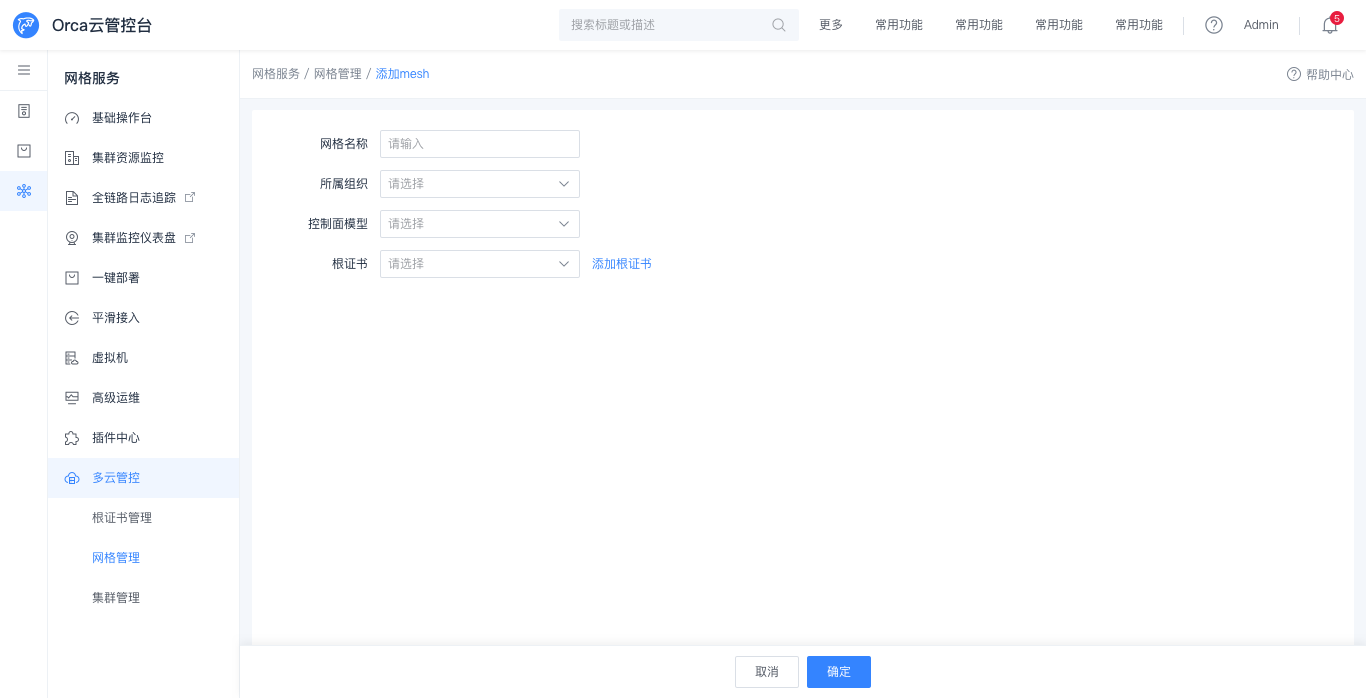 Orca云管控台
搜索标题或描述
更多 常用功能 常用功能 常用功能 常用功能
Admin
5
网格服务
基础操作台
集群资源监控
全链路日志追踪
集群监控仪表盘
一键部署
平滑接入
虚拟机
高级运维
插件中心
多云管控
根证书管理
网格管理
集群管理
网格服务 / 网格管理 / 添加mesh
帮助中心
网格名称 请输入
所属组织 请选择
控制面模型 请选择
根证书 请选择 添加根证书
取消 确定